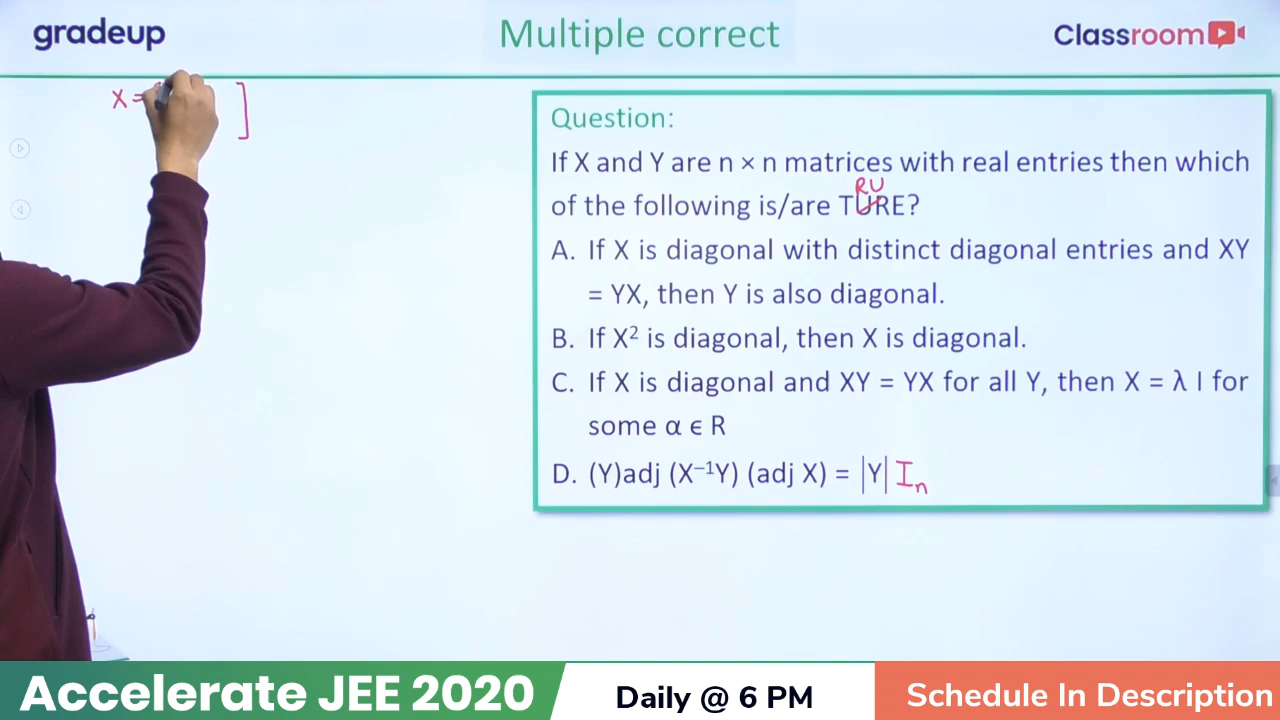 gradeup
Multiple correct
Classroom
X =
Question:
If X and Y are n × n matrices with real entries then which
RU
of the following is/are TURE?
A. If X is diagonal with distinct diagonal entries and XY
= YX, then Y is also diagonal.
B. If X² is diagonal, then X is diagonal.
C. If X is diagonal and XY = YX for all Y, then X = λ I for
some α ϵ R
D. (Y)adj (X⁻¹Y) (adj X) = |Y| Iₙ
Accelerate JEE 2020
Daily @ 6 PM
Schedule In Description